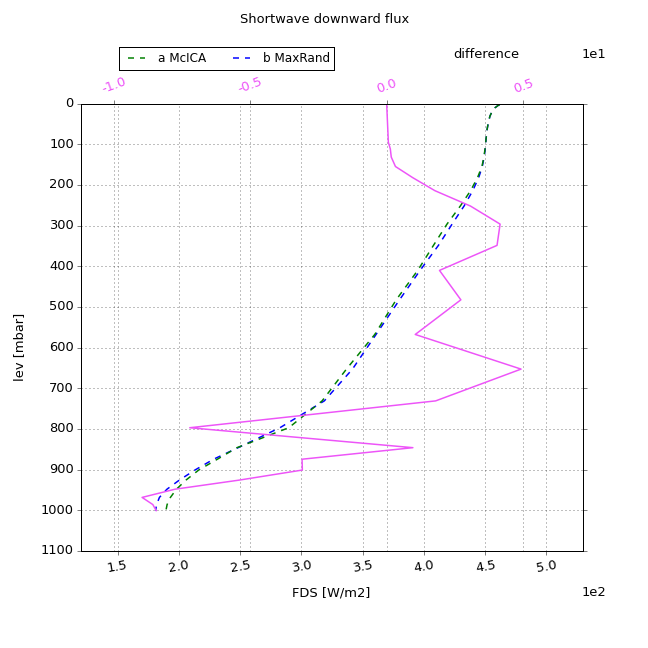 Shortwave downward flux
a McICA b MaxRand
difference 1e1
-1.0 -0.5 0.0 0.5
0
100
200
300
400
500
600
700
800
900
1000
1100
lev [mbar]
1.5 2.0 2.5 3.0 3.5 4.0 4.5 5.0
FDS [W/m2] 1e2